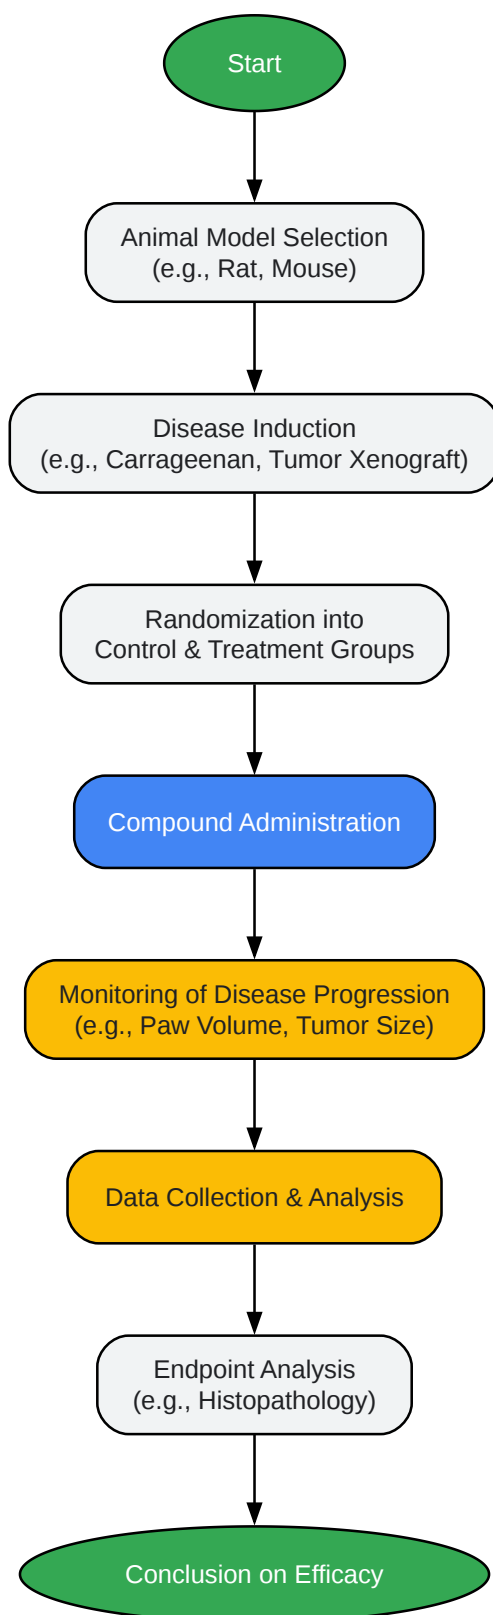 Start
Animal Model Selection
(e.g., Rat, Mouse)
Disease Induction
(e.g., Carrageenan, Tumor Xenograft)
Randomization into
Control & Treatment Groups
Compound Administration
Monitoring of Disease Progression
(e.g., Paw Volume, Tumor Size)
Data Collection & Analysis
Endpoint Analysis
(e.g., Histopathology)
Conclusion on Efficacy